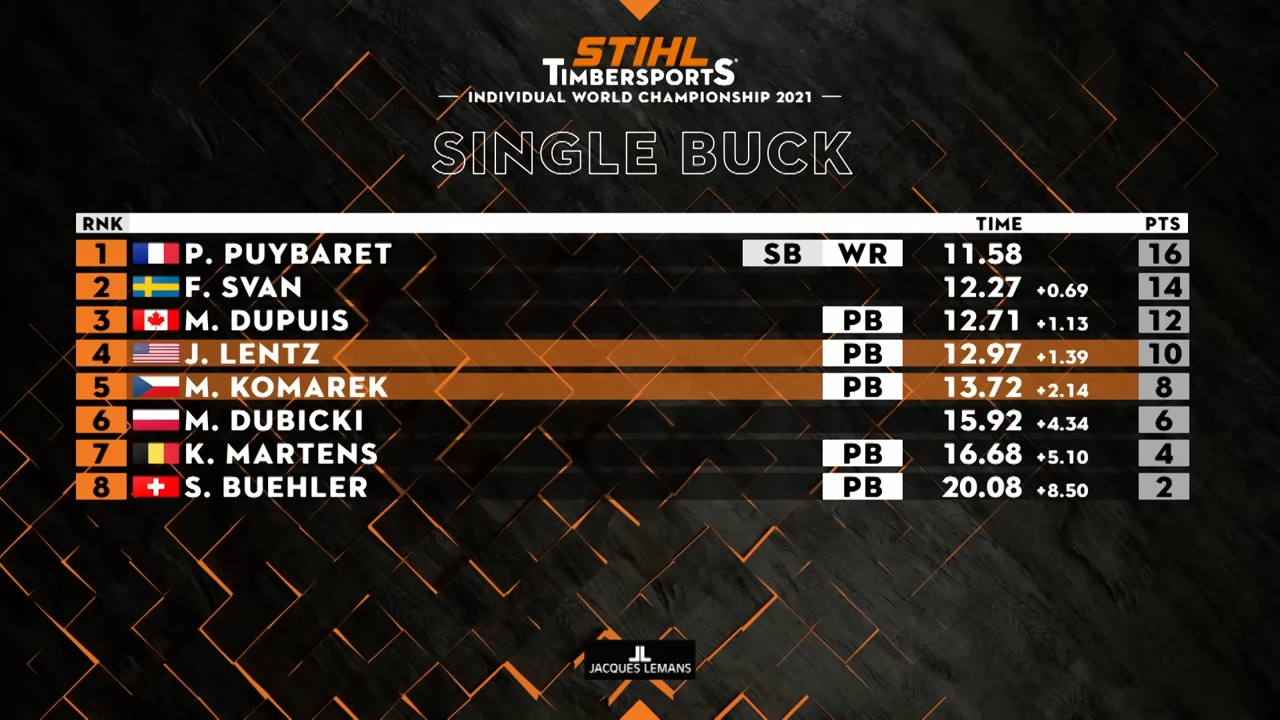 STIHL
TIMBERSPORTS®
INDIVIDUAL WORLD CHAMPIONSHIP 2021
SINGLE BUCK
RNK TIME PTS
1 P. PUYBARET SB WR 11.58 16
2 F. SVAN 12.27 +0.69 14
3 M. DUPUIS PB 12.71 +1.13 12
4 J. LENTZ PB 12.97 +1.39 10
5 M. KOMAREK PB 13.72 +2.14 8
6 M. DUBICKI 15.92 +4.34 6
7 K. MARTENS PB 16.68 +5.10 4
8 S. BUEHLER PB 20.08 +8.50 2
JL
JACQUES LEMANS